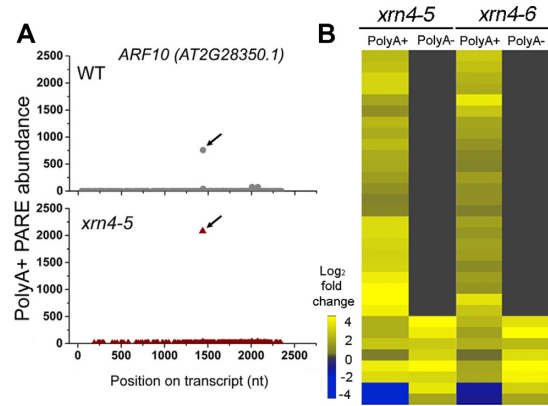 A
ARF10 (AT2G28350.1)
WT
2500
2000
1500
1000
500
0
xrn4-5
2500
2000
1500
1000
500
0
PolyA+ PARE abundance
0 500 1000 1500 2000 2500
Position on transcript (nt)
B
xrn4-5 xrn4-6
PolyA+ PolyA- PolyA+ PolyA-
Log2
fold
change
4
2
0
-2
-4